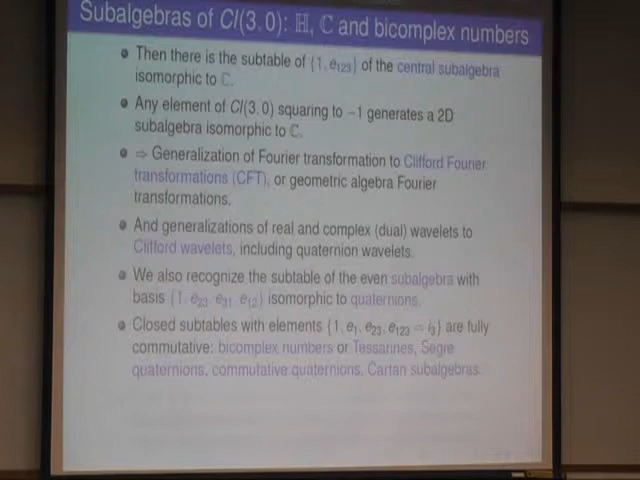 Subalgebras of Cl(3,0): ℍ, ℂ and bicomplex numbers
Then there is the subtable of {1, e₁₂₃} of the central subalgebra
isomorphic to ℂ.
Any element of Cl(3,0) squaring to −1 generates a 2D
subalgebra isomorphic to ℂ.
⇒ Generalization of Fourier transformation to Clifford Fourier
transformations (CFT), or geometric algebra Fourier
transformations.
And generalizations of real and complex (dual) wavelets to
Clifford wavelets, including quaternion wavelets.
We also recognize the subtable of the even subalgebra with
basis {1, e₂₃, e₃₁, e₁₂} isomorphic to quaternions.
Closed subtables with elements {1, e₁, e₂₃, e₁₂₃ = i₃} are fully
commutative: bicomplex numbers or Tessarines, Segre
quaternions, commutative quaternions, Cartan subalgebras.